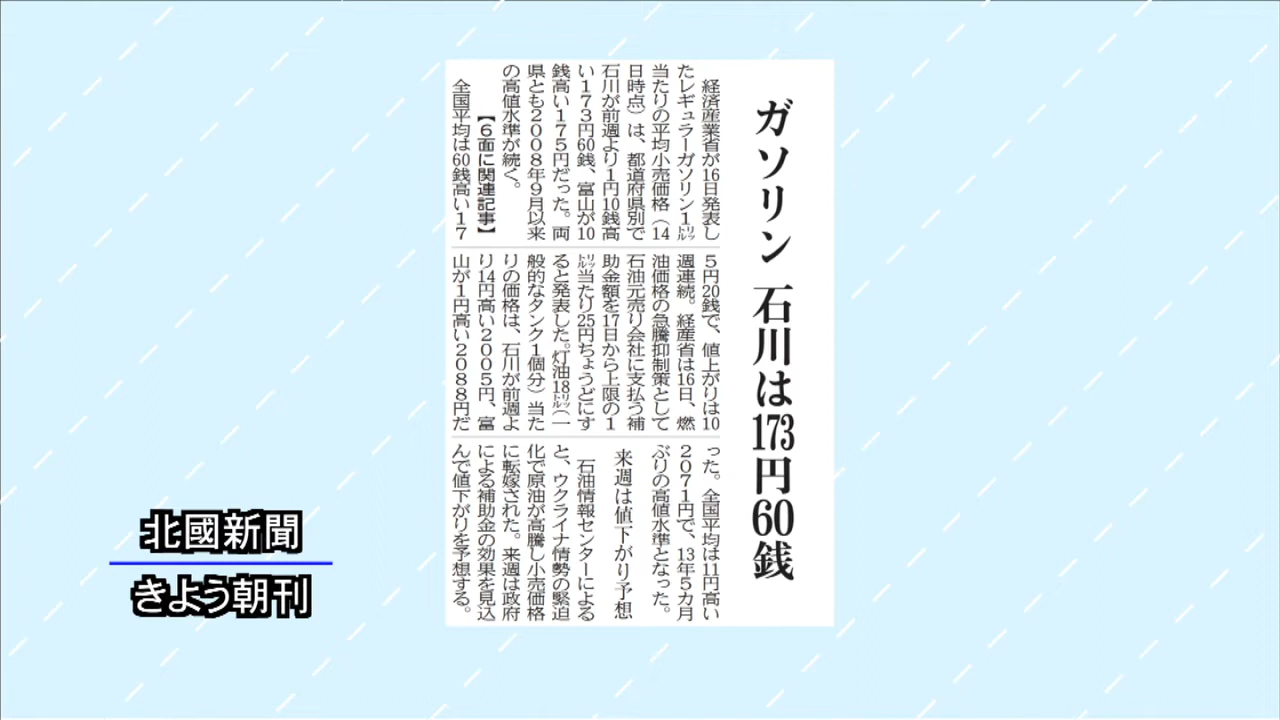 ガソリン 石川は173円60銭
経済産業省が16日発表し
たレギュラーガソリン1㍑
当たりの平均小売価格(14
日時点)は、都道府県別で
石川が前週より1円10銭高
い173円60銭、富山が10
銭高い175円だった。両
県とも2008年9月以来
の高値水準が続く。
【6面に関連記事】
全国平均は60銭高い17
5円20銭で、値上がりは10
週連続。経産省は16日、燃
油価格の急騰抑制策として
石油元売り会社に支払う補
助金額を17日から上限の1
㍑当たり25円ちょうどにす
ると発表した。灯油18㍑(一
般的なタンク1個分)当た
りの価格は、石川が前週よ
り14円高い2005円、富
山が1円高い2088円だ
った。全国平均は11円高い
2071円で、13年5カ月
ぶりの高値水準となった。
来週は値下がり予想
石油情報センターによる
と、ウクライナ情勢の緊迫
化で原油が高騰し小売価格
に転嫁された。来週は政府
による補助金の効果を見込
んで値下がりを予想する。
北國新聞
きよう朝刊